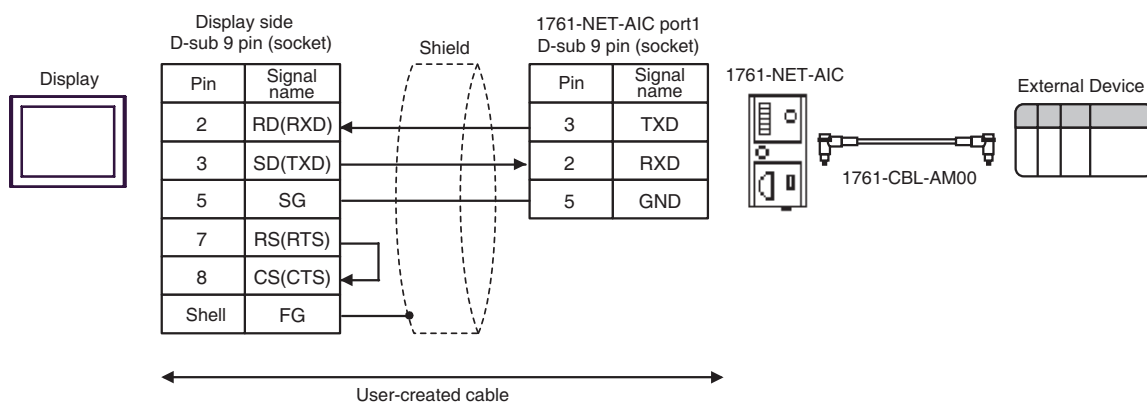 Display side
D-sub 9 pin (socket)
1761-NET-AIC port1
D-sub 9 pin (socket)
Shield
Display
1761-NET-AIC
External Device
Pin Signal name
2 RD(RXD)
3 SD(TXD)
5 SG
7 RS(RTS)
8 CS(CTS)
Shell FG
Pin Signal name
3 TXD
2 RXD
5 GND
1761-CBL-AM00
User-created cable